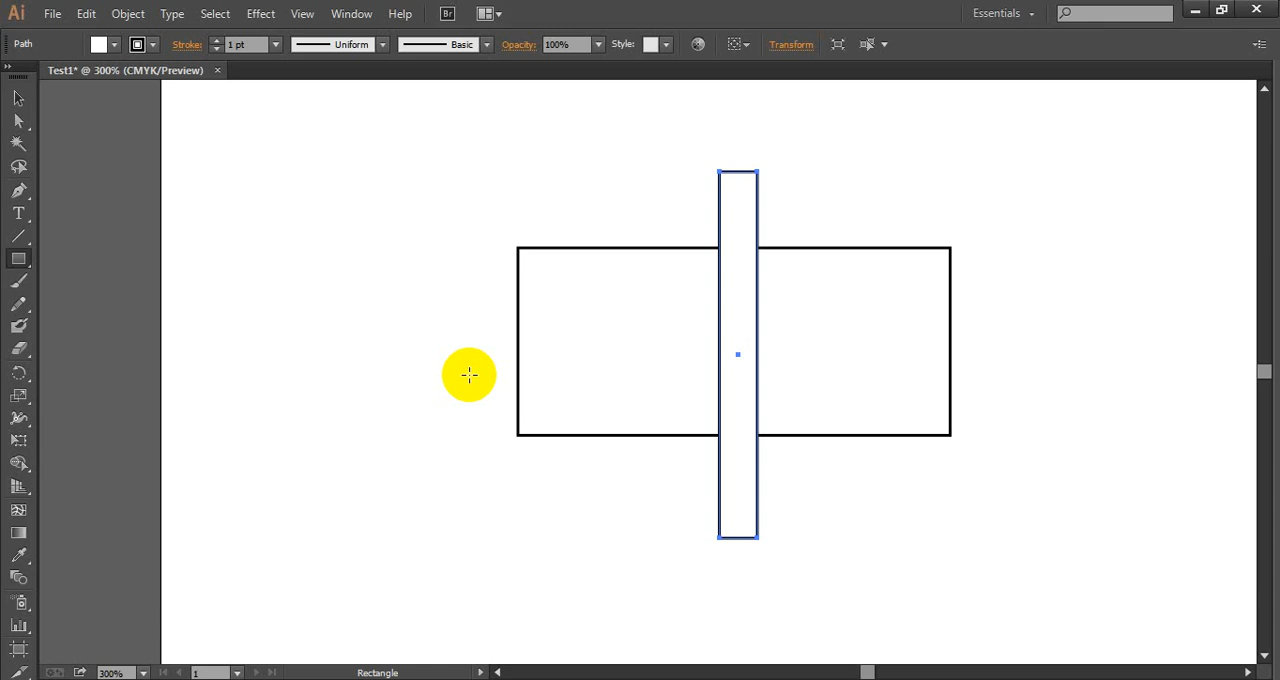 Ai File Edit Object Type Select Effect View Window Help Br Essentials
Path Stroke: 1 pt Uniform Basic Opacity: 100% Style: Transform
Test1* @ 300% (CMYK/Preview) ×
T
300% 1 Rectangle